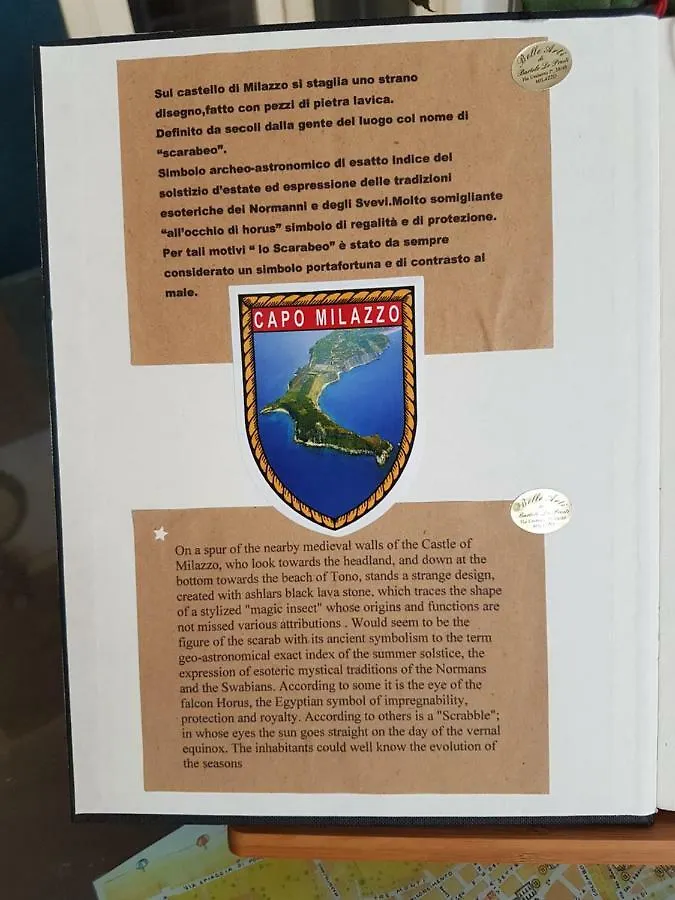 Belle Arti
di
Bartolo Lo Presti
MILAZZO
Sul castello di Milazzo si staglia uno strano
disegno,fatto con pezzi di pietra lavica.
Definito da secoli dalla gente del luogo col nome di
“scarabeo”.
Simbolo archeo-astronomico di esatto indice del
solstizio d’estate ed espressione delle tradizioni
esoteriche dei Normanni e degli Svevi.Molto somigliante
“all’occhio di horus” simbolo di regalità e di protezione.
Per tali motivi “ lo Scarabeo” è stato da sempre
considerato un simbolo portafortuna e di contrasto al
male.
CAPO MILAZZO
Belle Arti
On a spur of the nearby medieval walls of the Castle of
Milazzo, who look towards the headland, and down at the
bottom towards the beach of Tono, stands a strange design,
created with ashlars black lava stone, which traces the shape
of a stylized "magic insect" whose origins and functions are
not missed various attributions . Would seem to be the
figure of the scarab with its ancient symbolism to the term
geo-astronomical exact index of the summer solstice, the
expression of esoteric mystical traditions of the Normans
and the Swabians. According to some it is the eye of the
falcon Horus, the Egyptian symbol of impregnability,
protection and royalty. According to others is a "Scrabble";
in whose eyes the sun goes straight on the day of the vernal
equinox. The inhabitants could well know the evolution of
the seasons
VIA SPIAGGIA DI